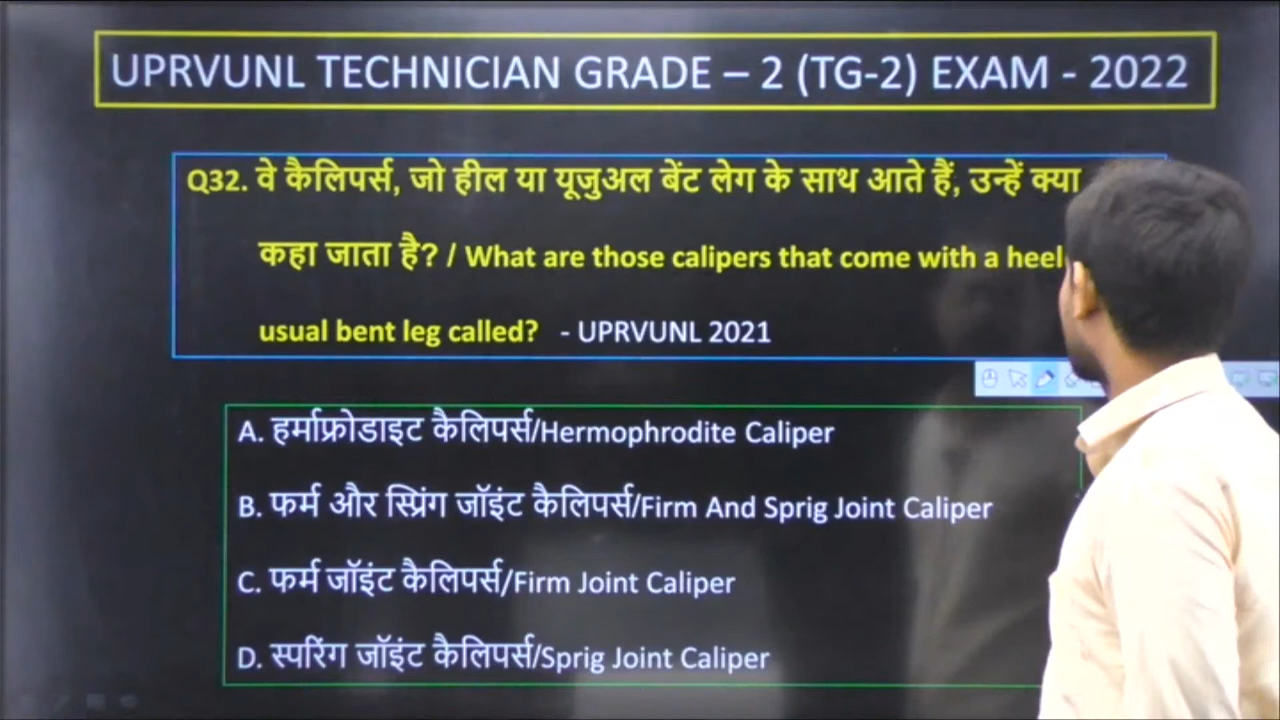 UPRVUNL TECHNICIAN GRADE – 2 (TG-2) EXAM - 2022
Q32. वे कैलिपर्स, जो हील या यूजुअल बेंट लेग के साथ आते हैं, उन्हें क्या
कहा जाता है? / What are those calipers that come with a heel
usual bent leg called? - UPRVUNL 2021
A. हर्माफ्रोडाइट कैलिपर्स/Hermophrodite Caliper
B. फर्म और स्प्रिंग जॉइंट कैलिपर्स/Firm And Sprig Joint Caliper
C. फर्म जॉइंट कैलिपर्स/Firm Joint Caliper
D. स्परिंग जॉइंट कैलिपर्स/Sprig Joint Caliper